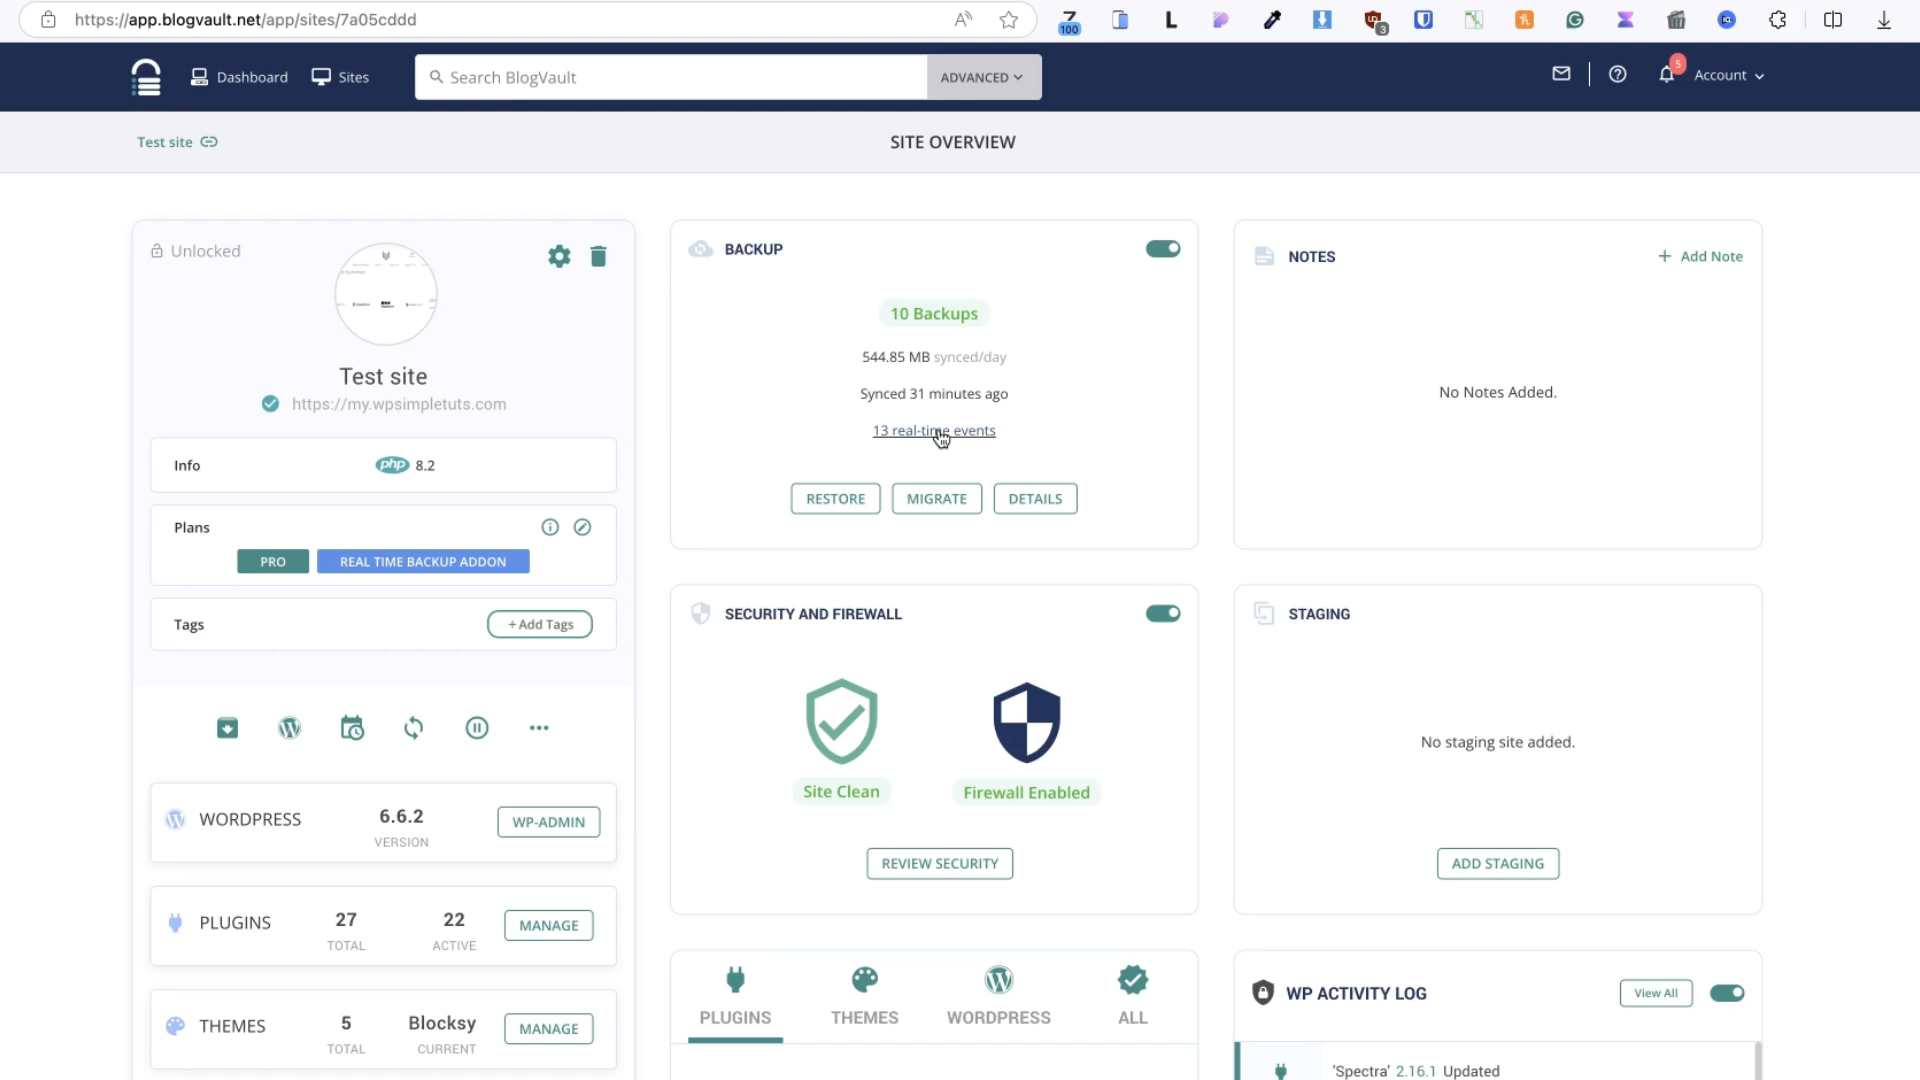 https://app.blogvault.net/app/sites/7a05cddd
100
3
Dashboard
Sites
Search BlogVault
ADVANCED
5
Account
Test site
SITE OVERVIEW
Unlocked
Test site
https://my.wpsimpletuts.com
Info
php 8.2
Plans
PRO
REAL TIME BACKUP ADDON
Tags
+ Add Tags
WORDPRESS
6.6.2
VERSION
WP-ADMIN
PLUGINS
27
TOTAL
22
ACTIVE
MANAGE
THEMES
5
TOTAL
Blocksy
CURRENT
MANAGE
BACKUP
10 Backups
544.85 MB synced/day
Synced 31 minutes ago
13 real-time events
RESTORE
MIGRATE
DETAILS
NOTES
+ Add Note
No Notes Added.
SECURITY AND FIREWALL
Site Clean
Firewall Enabled
REVIEW SECURITY
STAGING
No staging site added.
ADD STAGING
PLUGINS
THEMES
WORDPRESS
ALL
WP ACTIVITY LOG
View All
'Spectra' 2.16.1 Updated